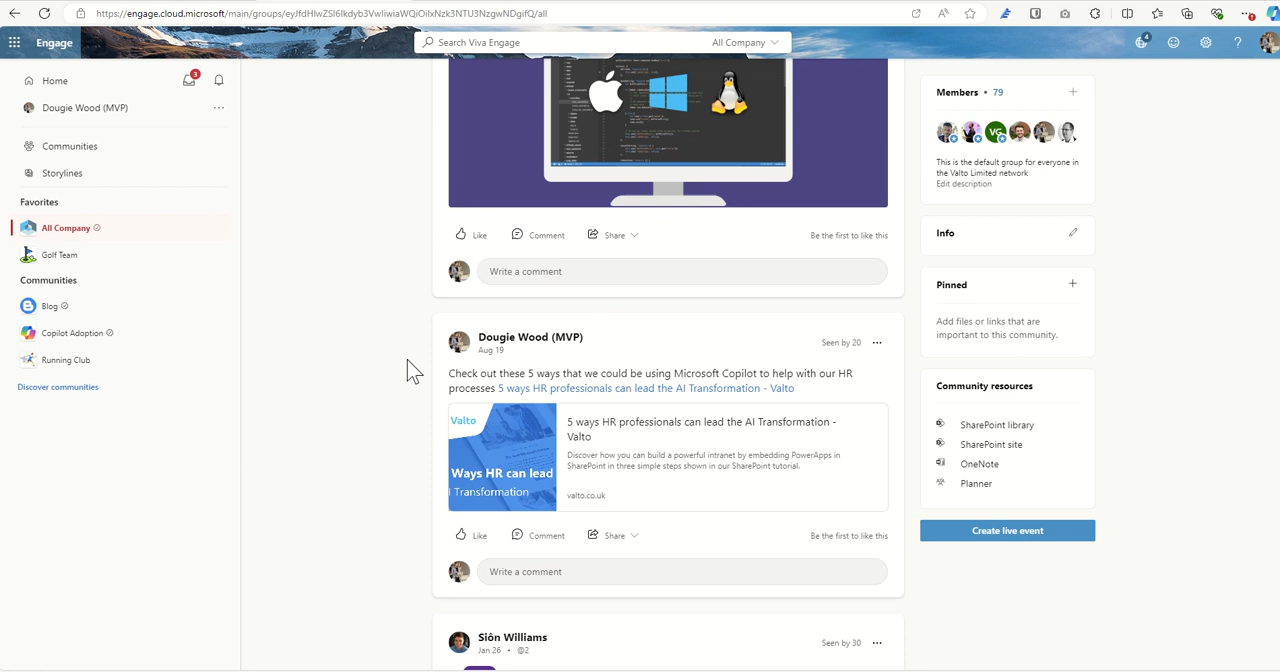 https://engage.cloud.microsoft/main/groups/eyJfdHlwZSI6Ikdyb3VwIiwiaWQiOiIxNzk3NTU3NzgwNDgifQ/all
Engage
Search Viva Engage
All Company
4
?
Home
3
Dougie Wood (MVP)
Communities
Storylines
Favorites
All Company
Golf Team
Communities
Blog
Copilot Adoption
Running Club
Discover communities
Like
Comment
Share
Be the first to like this
Write a comment
Dougie Wood (MVP)
Aug 19
Seen by 20
Check out these 5 ways that we could be using Microsoft Copilot to help with our HR
processes 5 ways HR professionals can lead the AI Transformation - Valto
Valto
Ways HR can lead
I Transformation
5 ways HR professionals can lead the AI Transformation -
Valto
Discover how you can build a powerful intranet by embedding PowerApps in
SharePoint in three simple steps shown in our SharePoint tutorial.
valto.co.uk
Like
Comment
Share
Be the first to like this
Write a comment
Siôn Williams
Jan 26 • @2
Seen by 30
Members • 79
VG
This is the default group for everyone in
the Valto Limited network
Edit description
Info
Pinned
Add files or links that are
important to this community.
Community resources
SharePoint library
SharePoint site
OneNote
Planner
Create live event